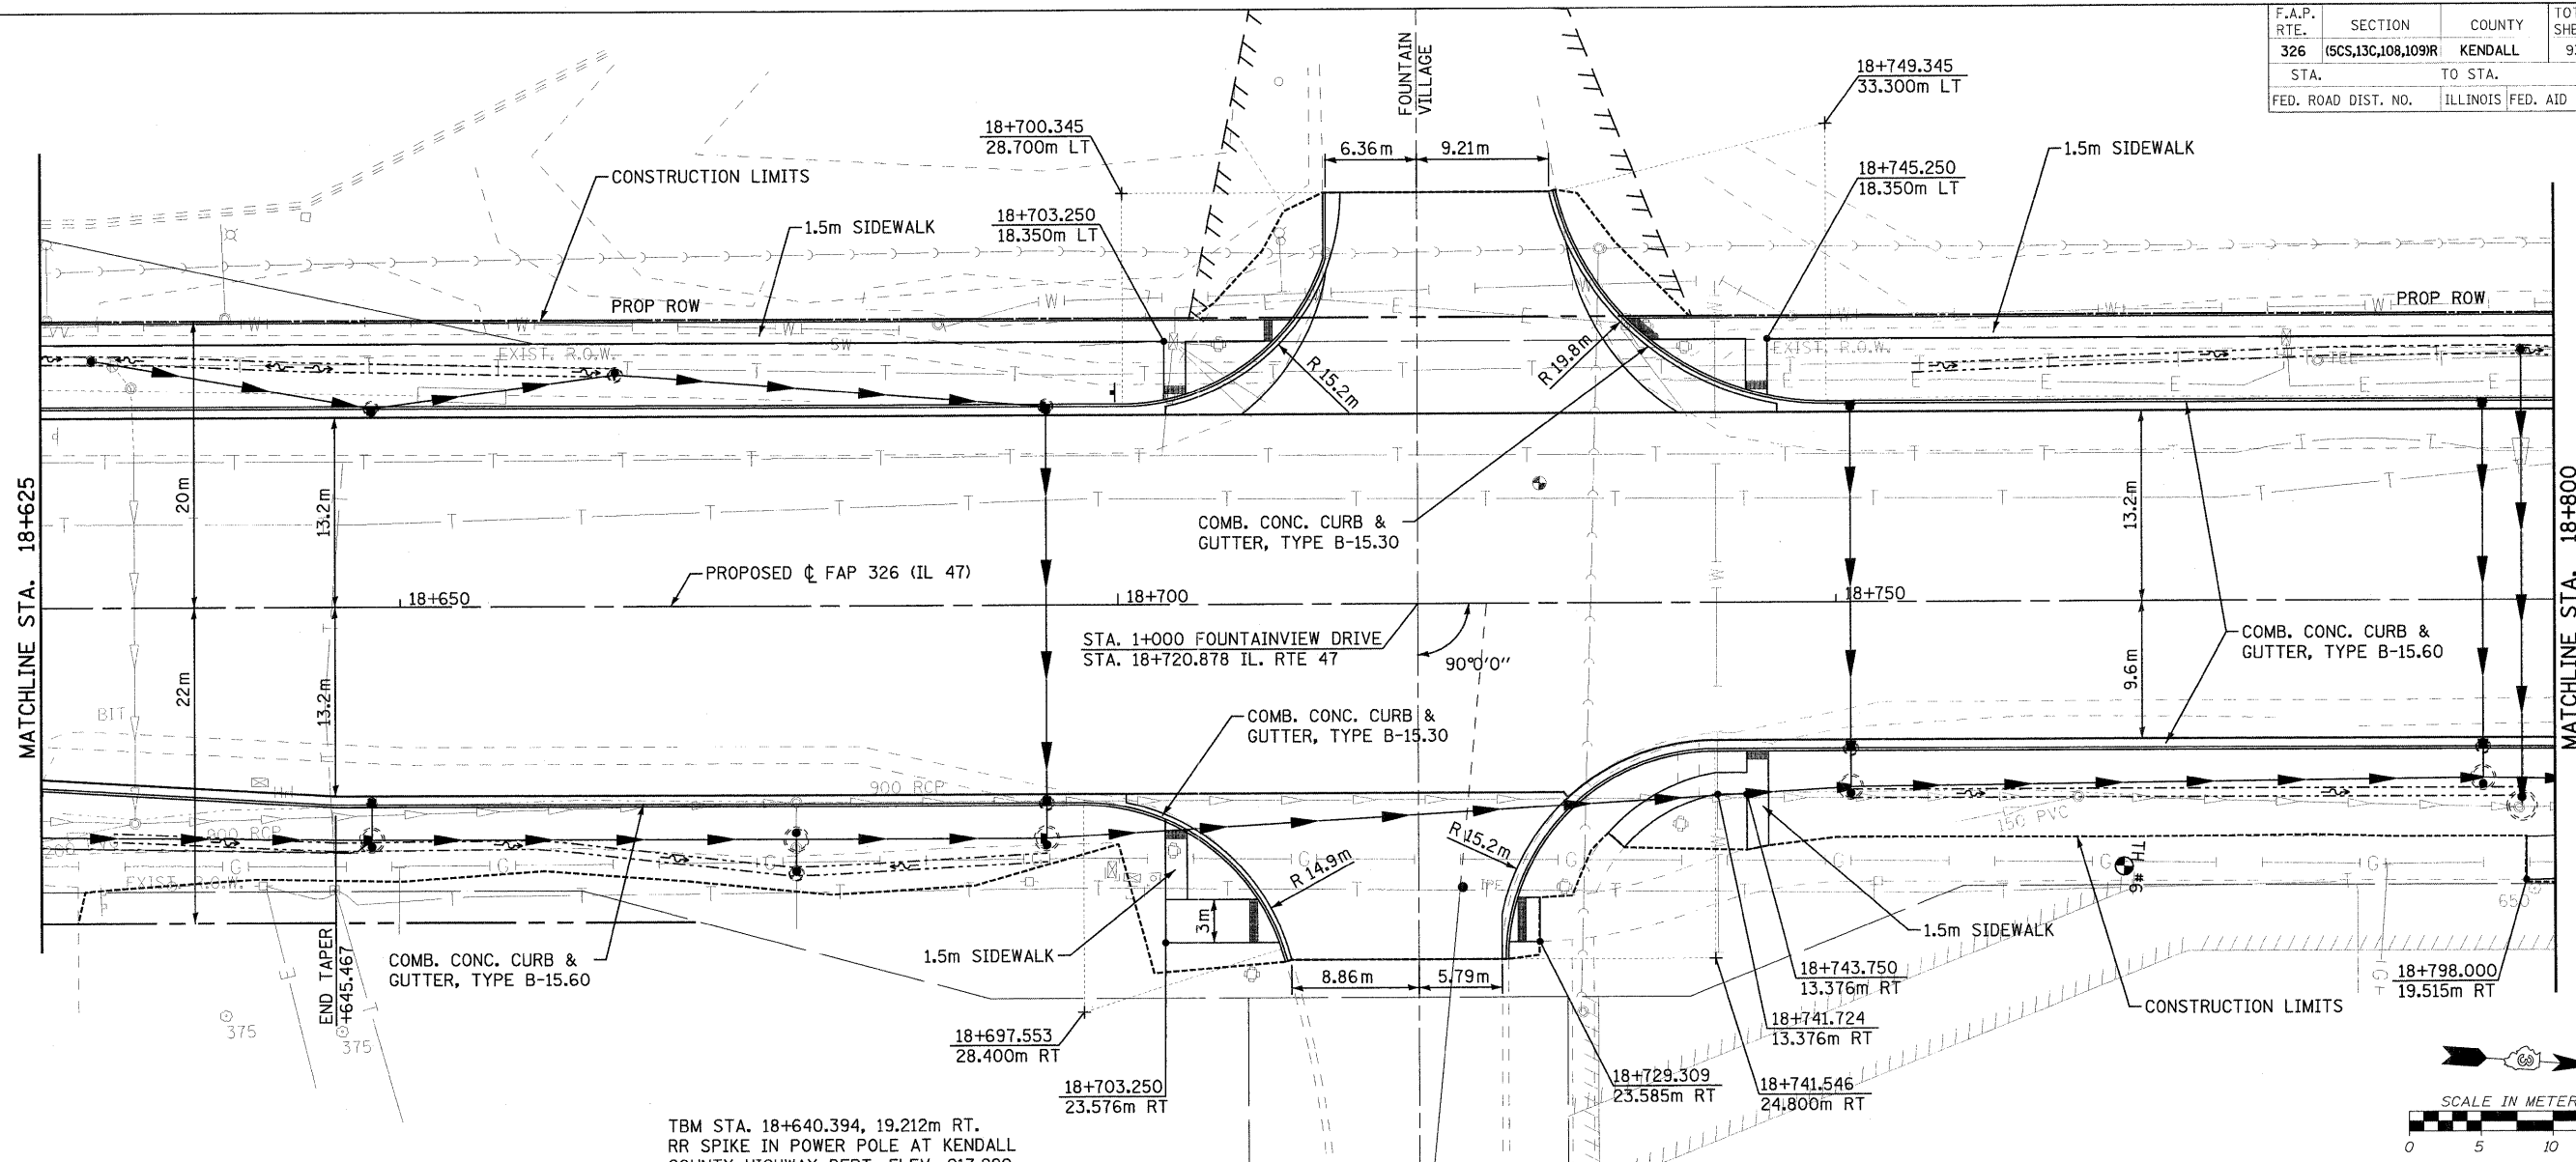 F.A.P. RTE.
SECTION
COUNTY
326
(5CS,13C,108,109)R
KENDALL
STA.
TO STA.
FED. ROAD DIST. NO.
ILLINOIS
FED. AID
FOUNTAIN
VILLAGE
18+749.345
33.300m LT
18+700.345
28.700m LT
6.36m
9.21m
18+745.250
18.350m LT
1.5m SIDEWALK
CONSTRUCTION LIMITS
18+703.250
18.350m LT
1.5m SIDEWALK
PROP ROW
PROP ROW
EXIST. R.O.W.
SW
EXIST. R.O.W.
R 15.2m
R 19.8m
MATCHLINE STA. 18+625
20m
13.2m
COMB. CONC. CURB &
GUTTER, TYPE B-15.30
13.2m
MATCHLINE STA. 18+800
PROPOSED ℄ FAP 326 (IL 47)
18+650
18+700
18+750
STA. 1+000 FOUNTAINVIEW DRIVE
STA. 18+720.878 IL. RTE 47
90°0'0"
COMB. CONC. CURB &
GUTTER, TYPE B-15.60
22m
13.2m
9.6m
BIT
COMB. CONC. CURB &
GUTTER, TYPE B-15.30
900 RCP
900 RCP
150 PVC
EXIST. R.O.W.
R 14.9m
R 15.2m
TH #6
3m
650
1.5m SIDEWALK
1.5m SIDEWALK
COMB. CONC. CURB &
GUTTER, TYPE B-15.60
END TAPER
+645.467
8.86m
5.79m
18+743.750
13.376m RT
18+798.000
19.515m RT
CONSTRUCTION LIMITS
375
375
18+697.553
28.400m RT
18+741.724
13.376m RT
18+703.250
23.576m RT
18+729.309
23.585m RT
18+741.546
24.800m RT
TBM STA. 18+640.394, 19.212m RT.
RR SPIKE IN POWER POLE AT KENDALL
SCALE IN METER
0 5 10